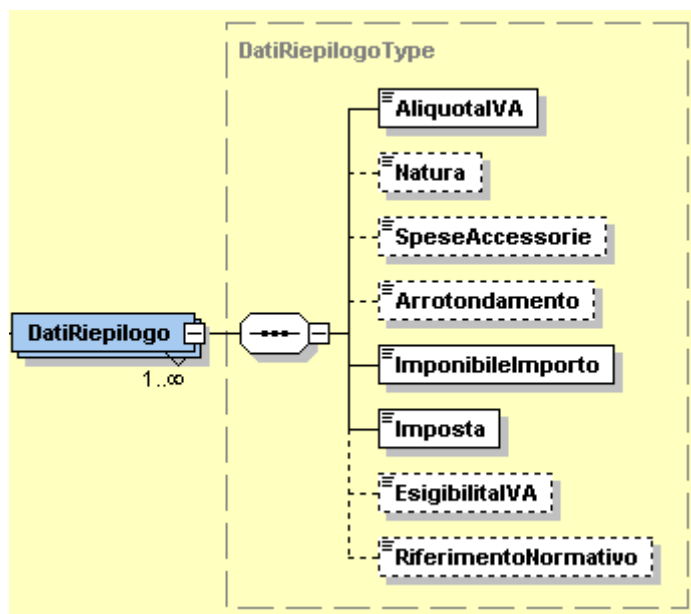 DatiRiepilogoType
AliquotaIVA
Natura
SpeseAccessorie
Arrotondamento
DatiRiepilogo
1..∞
ImponibileImporto
Imposta
EsigibilitaIVA
RiferimentoNormativo